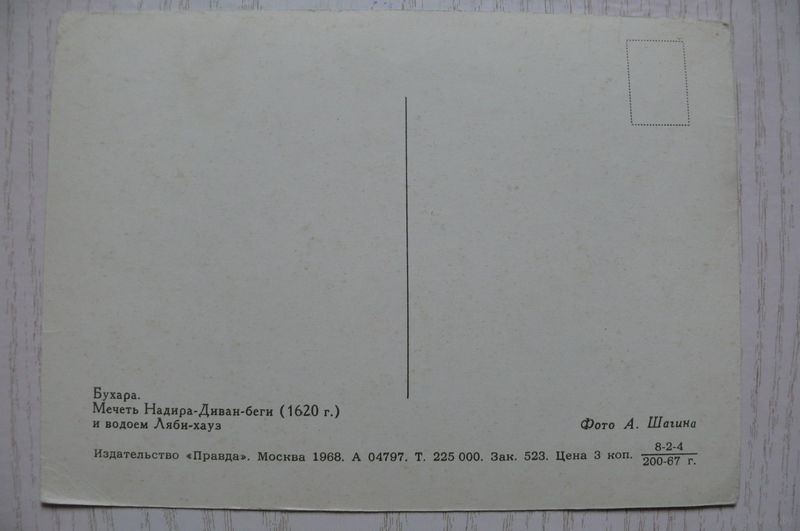 Бухара.
Мечеть Надира-Диван-беги (1620 г.)
и водоем Ляби-хауз
Фото А. Шагина
Издательство «Правда». Москва 1968. А 04797. Т. 225 000. Зак. 523. Цена 3 коп. 8-2-4
200-67 г.